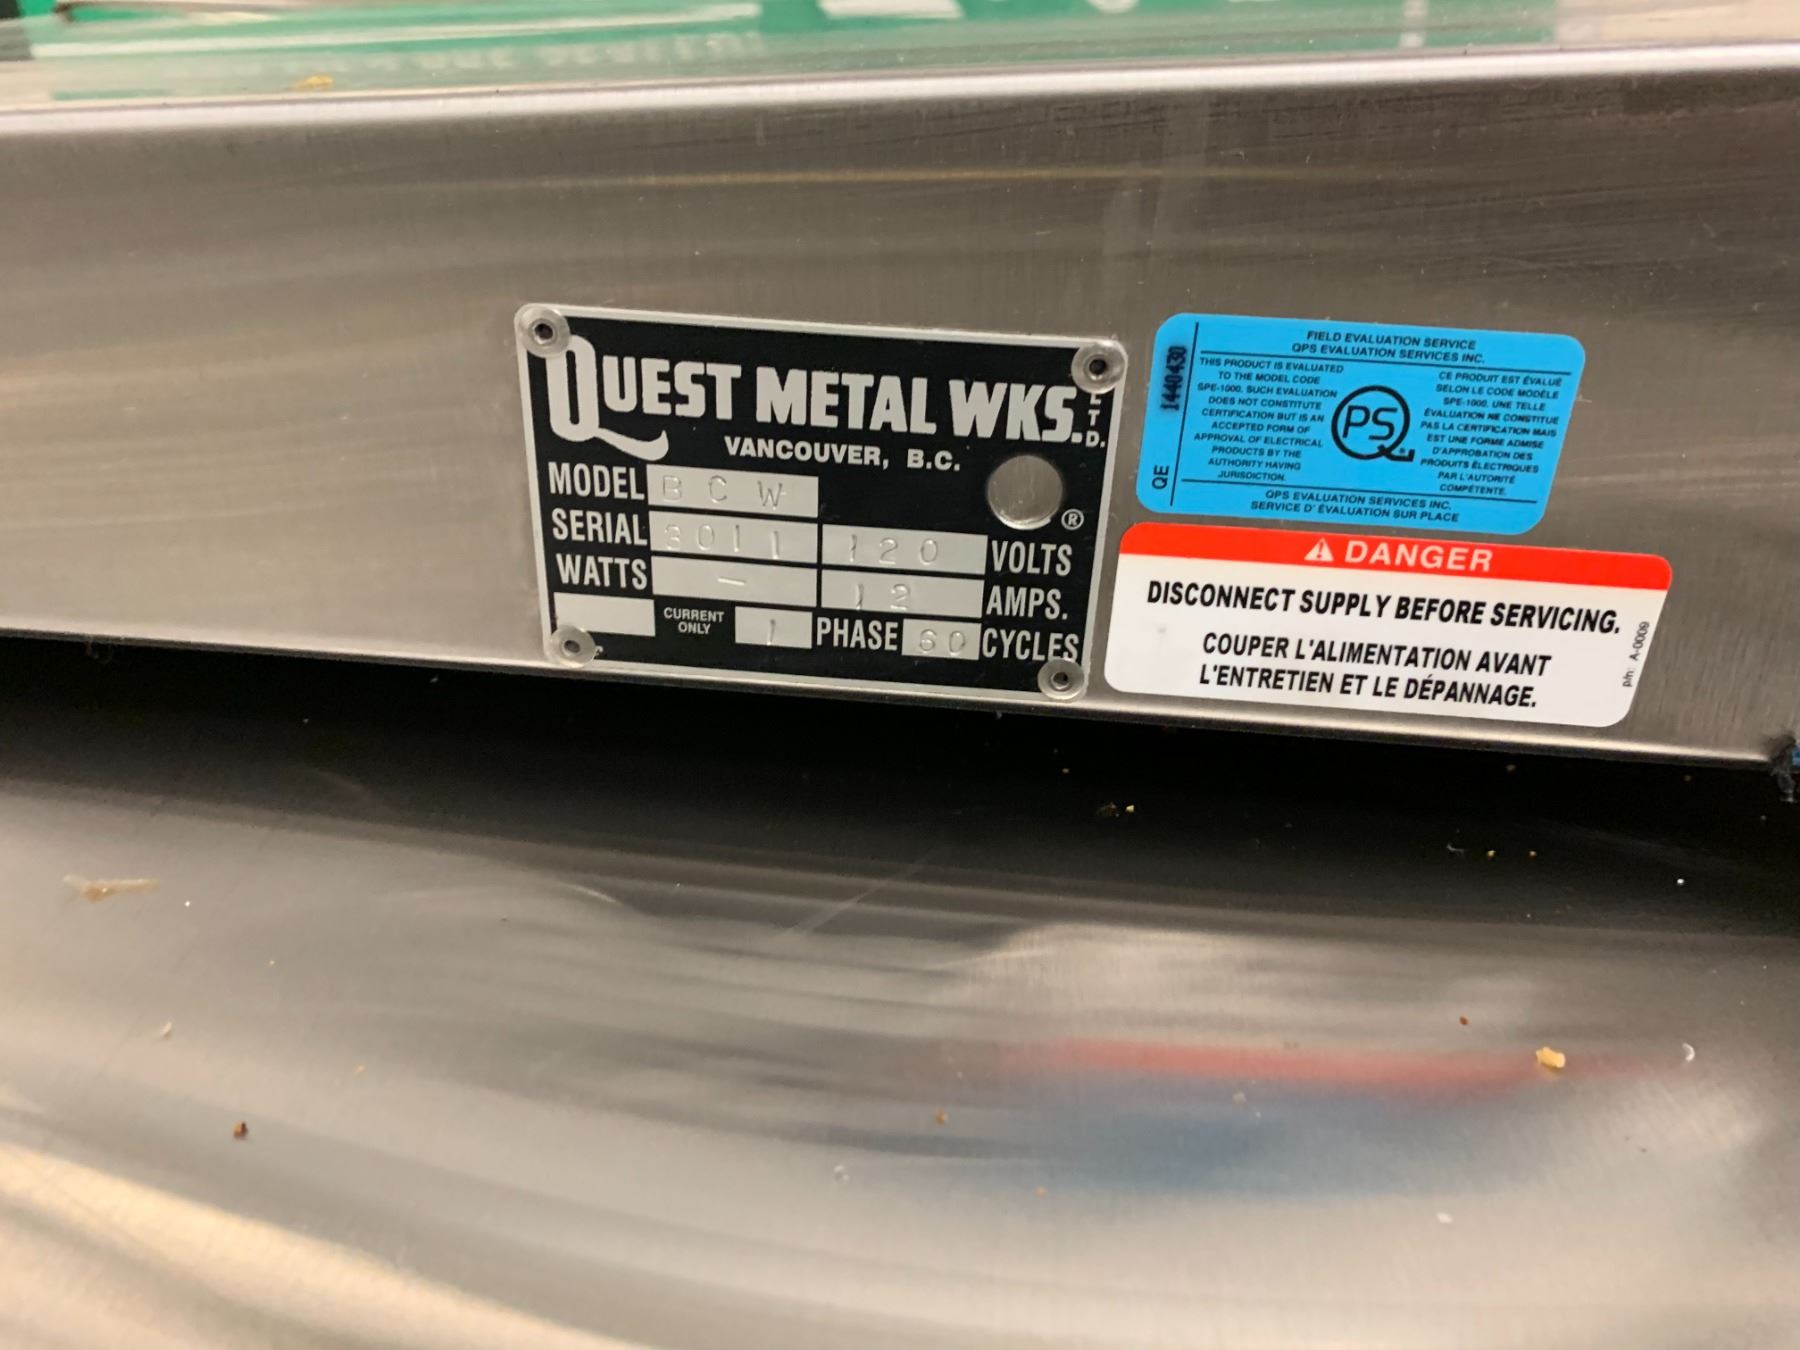 QUEST METAL WKS. LTD.
VANCOUVER, B.C.
MODEL BCW
®
SERIAL 3011 120 VOLTS
WATTS - 12 AMPS.
CURRENT ONLY 1 PHASE 60 CYCLES
QE 1440430
FIELD EVALUATION SERVICE
QPS EVALUATION SERVICES INC.
THIS PRODUCT IS EVALUATED
TO THE MODEL CODE
SPE-1000. SUCH EVALUATION
DOES NOT CONSTITUTE
CERTIFICATION BUT IS AN
ACCEPTED FORM OF
APPROVAL OF ELECTRICAL
PRODUCTS BY THE
AUTHORITY HAVING
JURISDICTION.
QPS
CE PRODUIT EST ÉVALUÉ
SELON LE CODE MODÈLE
SPE-1000. UNE TELLE
ÉVALUATION NE CONSTITUE
PAS LA CERTIFICATION MAIS
EST UNE FORME ADMISE
D'APPROBATION DES
PRODUITS ÉLECTRIQUES
PAR L'AUTORITÉ
COMPÉTENTE.
QPS EVALUATION SERVICES INC.
SERVICE D' ÉVALUATION SUR PLACE
DANGER
DISCONNECT SUPPLY BEFORE SERVICING.
COUPER L'ALIMENTATION AVANT
L'ENTRETIEN ET LE DÉPANNAGE.
p/n: A-0009